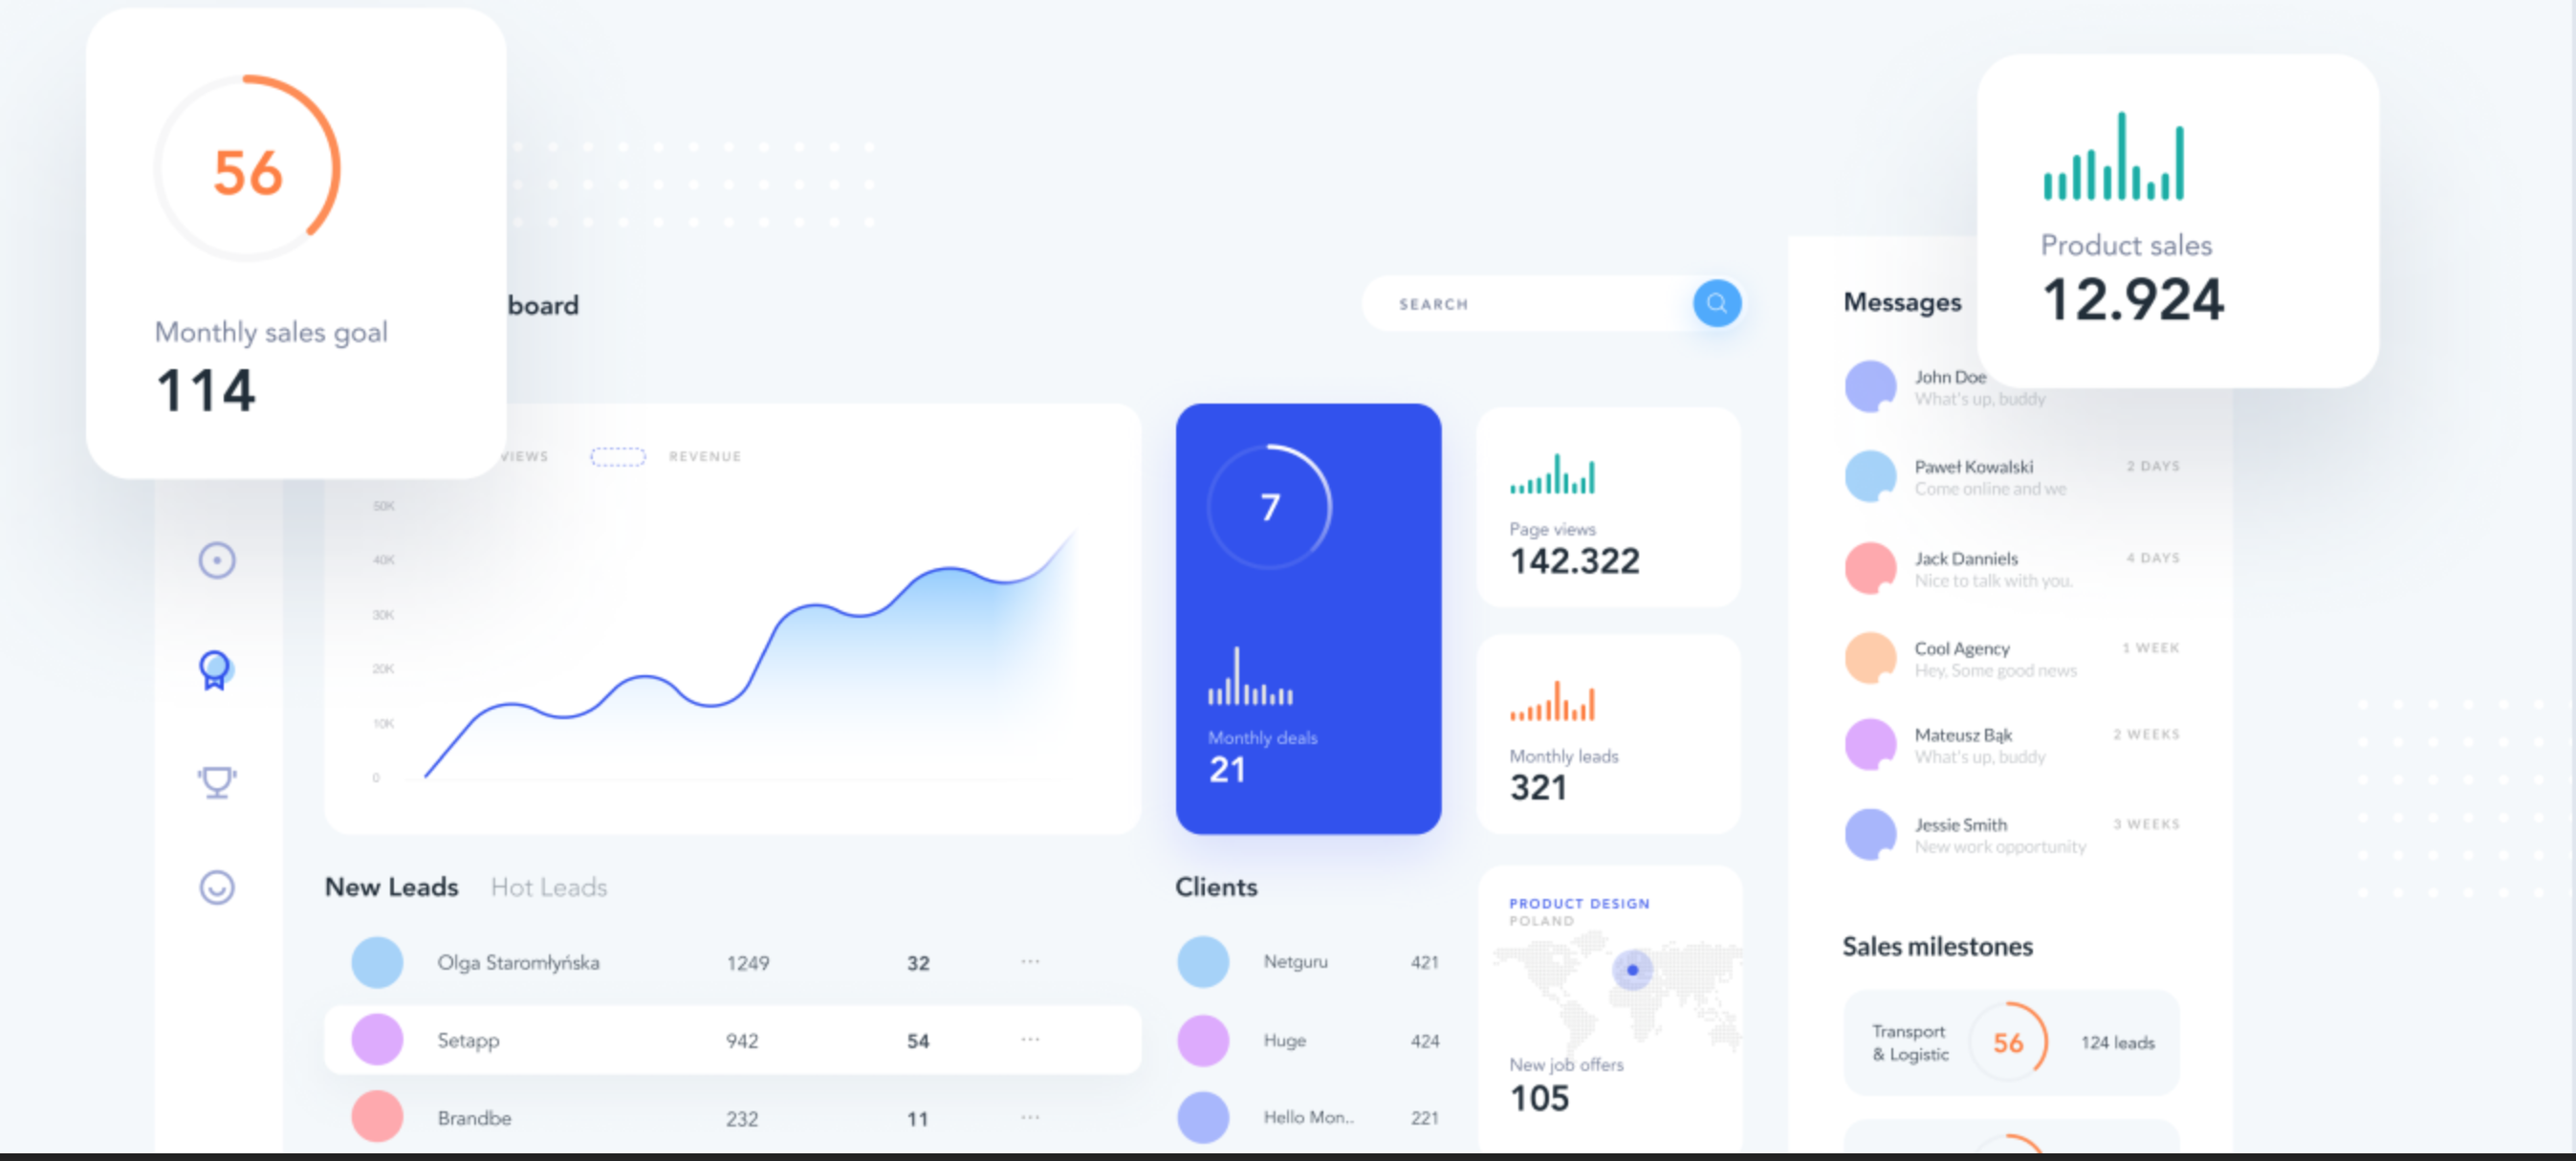 56
Monthly sales goal
114
board
SEARCH
VIEWS
REVENUE
50K
40K
30K
20K
10K
0
7
Monthly deals
21
Page views
142.322
Monthly leads
321
New Leads
Hot Leads
Olga Staromłyńska 1249 32 ...
Setapp 942 54 ...
Brandbe 232 11 ...
Clients
Netguru 421
Huge 424
Hello Mon.. 221
PRODUCT DESIGN
POLAND
New job offers
105
Product sales
12.924
Messages
John Doe
What's up, buddy
Paweł Kowalski 2 DAYS
Come online and we
Jack Danniels 4 DAYS
Nice to talk with you.
Cool Agency 1 WEEK
Hey, Some good news
Mateusz Bąk 2 WEEKS
What's up, buddy
Jessie Smith 3 WEEKS
New work opportunity
Sales milestones
Transport
& Logistic
56
124 leads